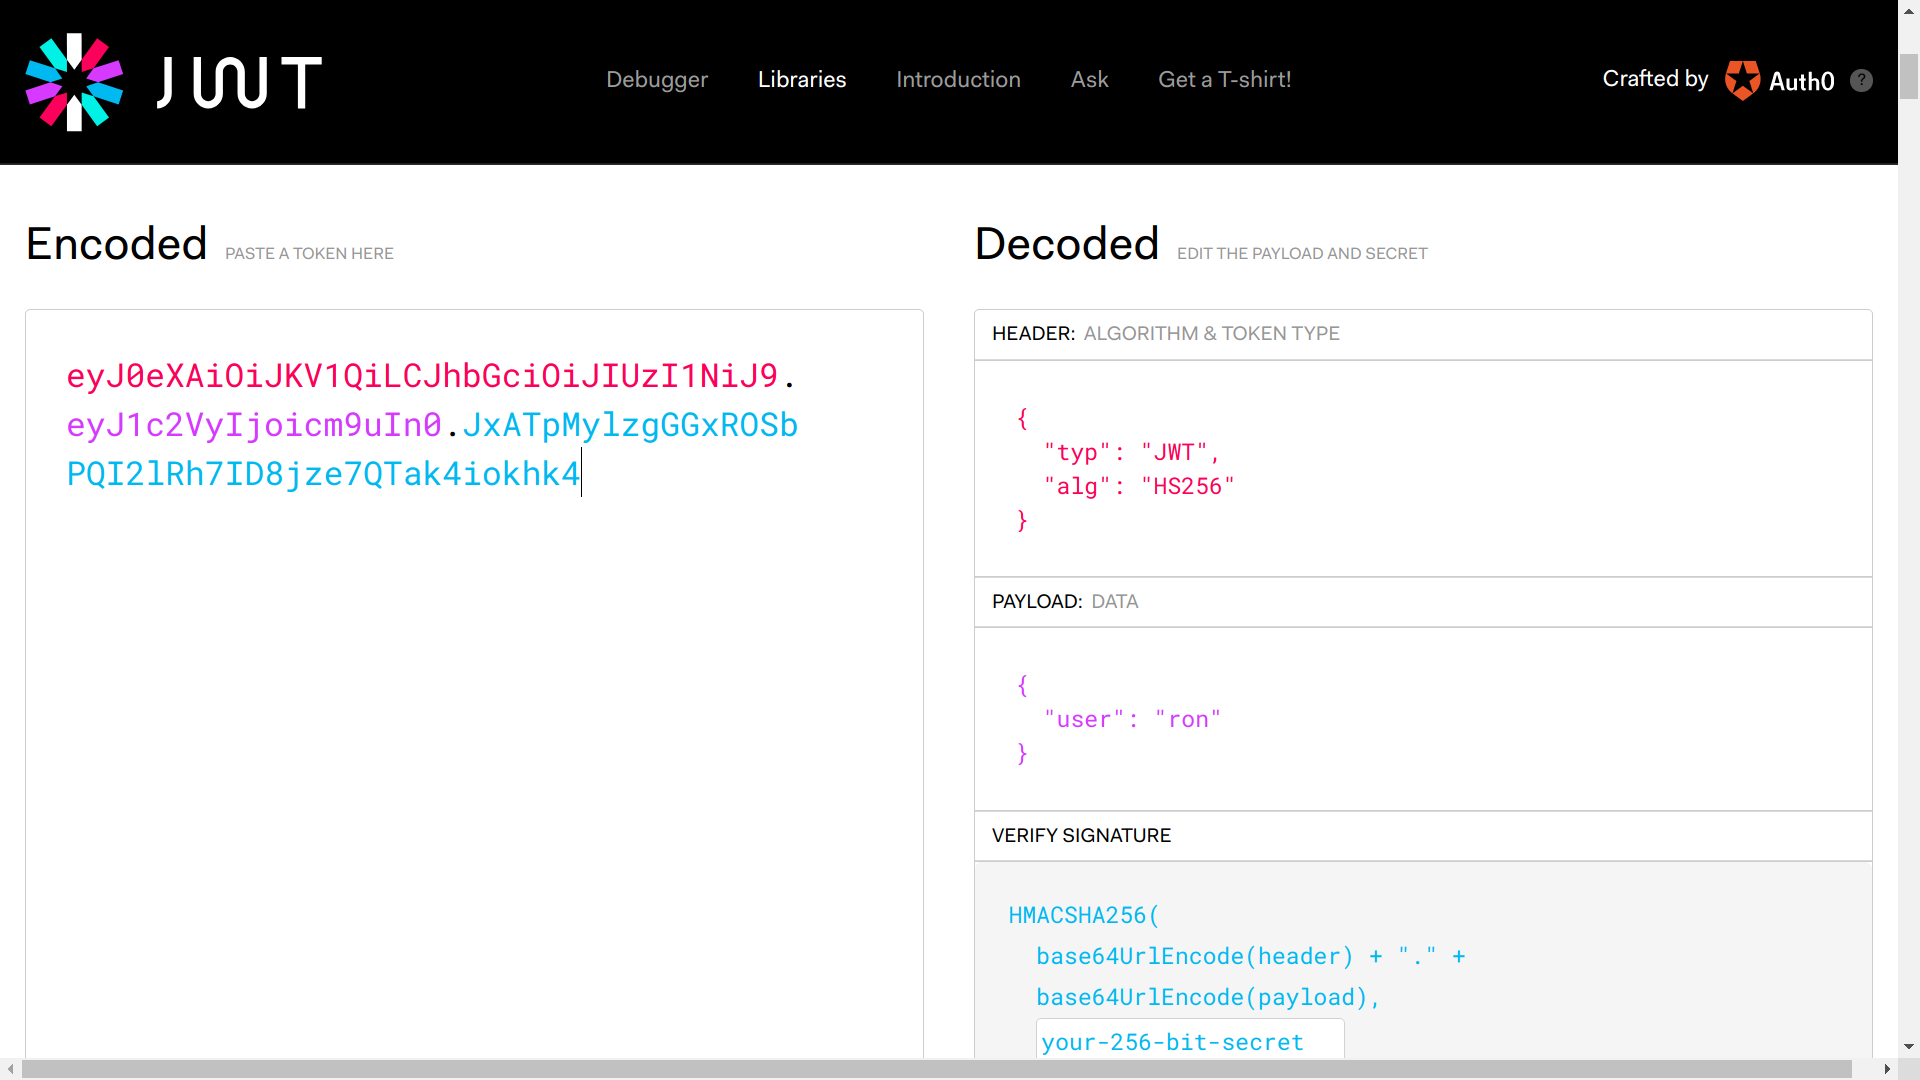 JWT
Debugger Libraries Introduction Ask Get a T-shirt! Crafted by Auth0 ?
Encoded PASTE A TOKEN HERE
eyJ0eXAiOiJKV1QiLCJhbGciOiJIUzI1NiJ9.
eyJ1c2VyIjoicm9uIn0.JxATpMylzgGGxROSb
PQI2lRh7ID8jze7QTak4iokhk4
Decoded EDIT THE PAYLOAD AND SECRET
HEADER: ALGORITHM & TOKEN TYPE
{
"typ": "JWT",
"alg": "HS256"
}
PAYLOAD: DATA
{
"user": "ron"
}
VERIFY SIGNATURE
HMACSHA256(
base64UrlEncode(header) + "." +
base64UrlEncode(payload),
your-256-bit-secret